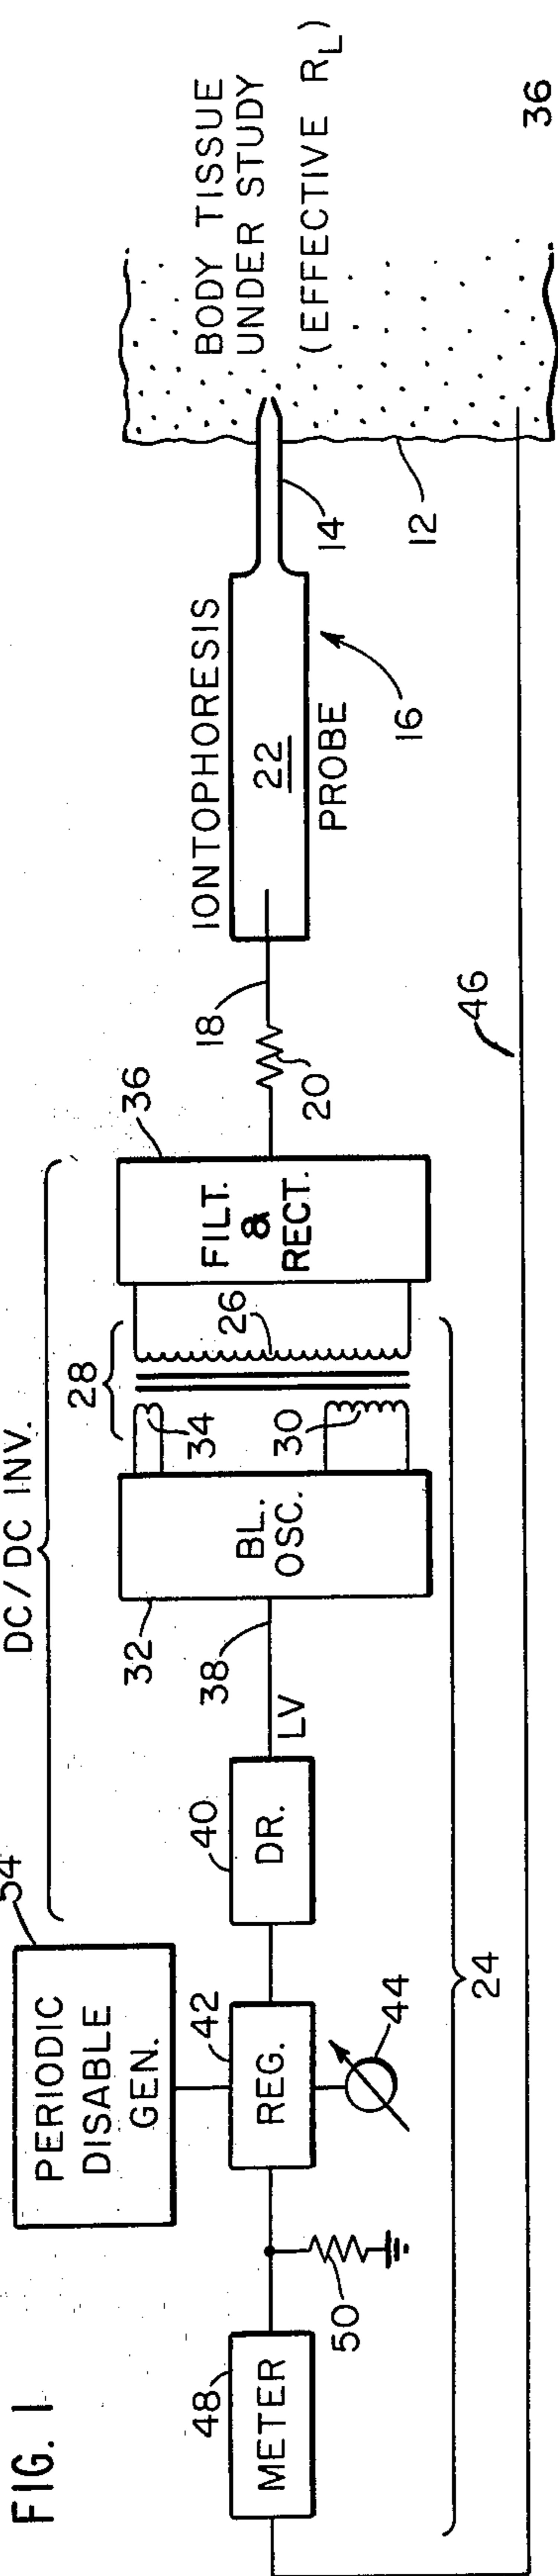 FIG. 1
54
PERIODIC
DISABLE
GEN.
DC/DC INV.
48
METER
50
42
REG.
44
40
DR.
38
LV
32
BL.
OSC.
28
34
30
26
36
FILT.
&
RECT.
24
18
20
IONTOPHORESIS
22
PROBE
16
14
12
BODY TISSUE
UNDER STUDY
(EFFECTIVE RL)
46
36